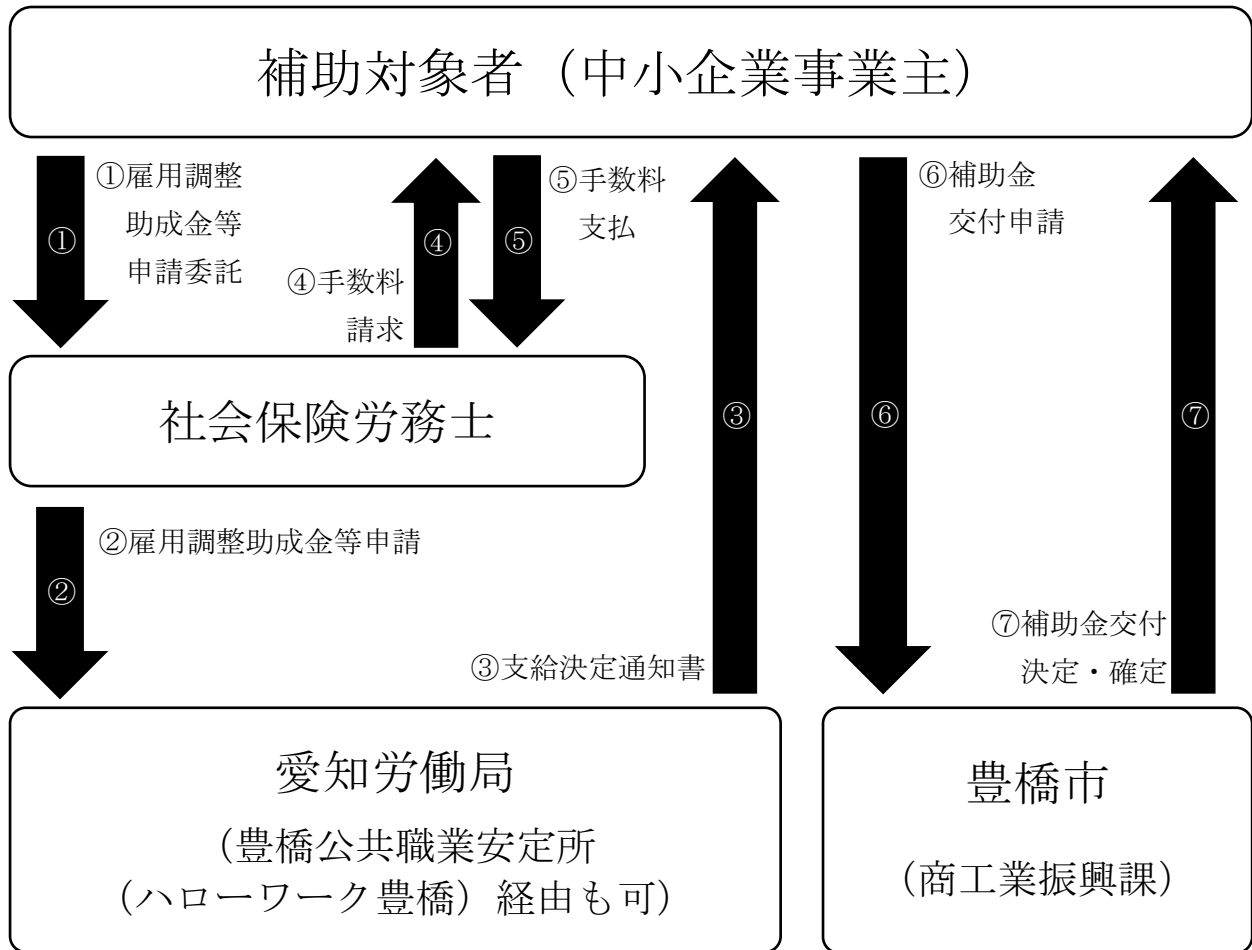 補助対象者（中小企業事業主）
①雇用調整
助成金等
申請委託
①
④手数料
請求
④
⑤手数料
支払
⑤
⑥補助金
交付申請
社会保険労務士
③
⑥
⑦
②雇用調整助成金等申請
②
③支給決定通知書
⑦補助金交付
決定・確定
愛知労働局
（豊橋公共職業安定所
（ハローワーク豊橋）経由も可）
豊橋市
（商工業振興課）